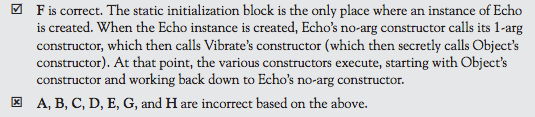 ☑ F is correct. The static initialization block is the only place where an instance of Echo
is created. When the Echo instance is created, Echo's no-arg constructor calls its 1-arg
constructor, which then calls Vibrate's constructor (which then secretly calls Object's
constructor). At that point, the various constructors execute, starting with Object's
constructor and working back down to Echo's no-arg constructor.
☒ A, B, C, D, E, G, and H are incorrect based on the above.